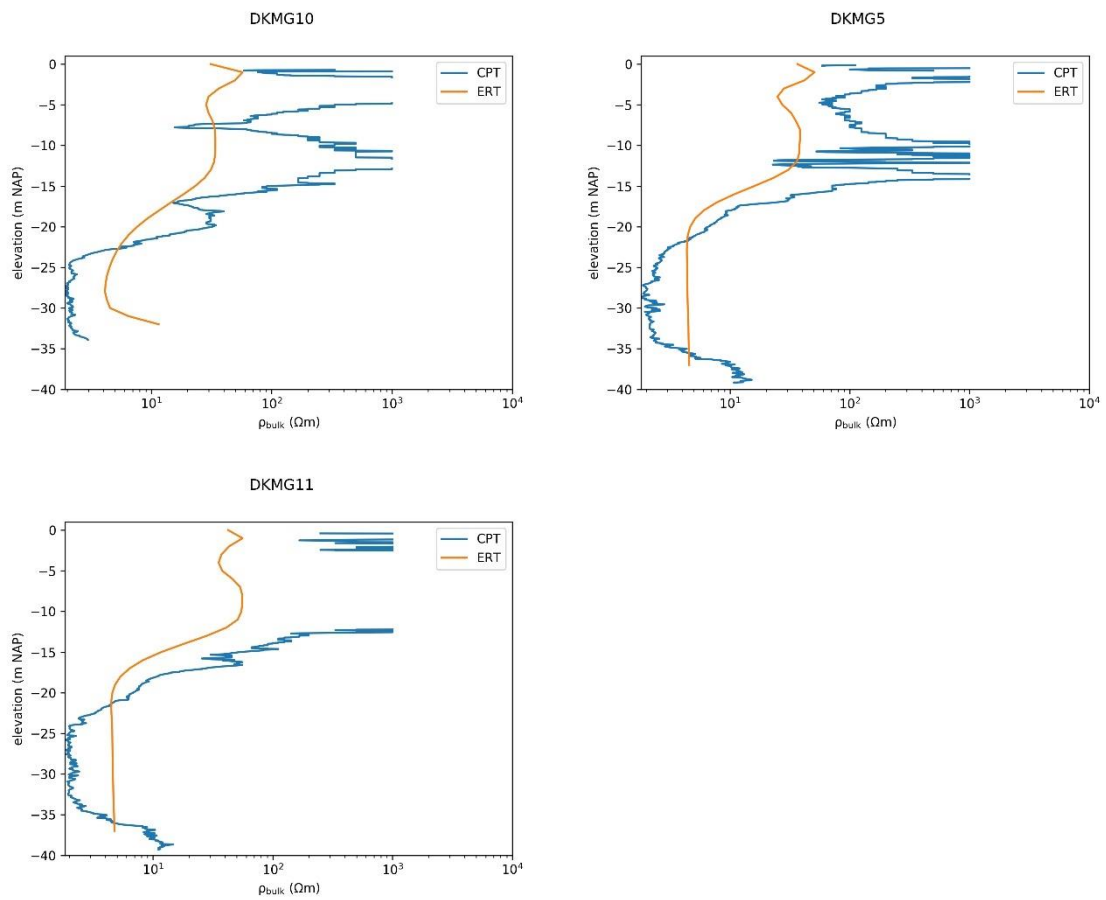 DKMG10
0
−5
−10
−15
−20
−25
−30
−35
−40
elevation (m NAP)
CPT
ERT
10¹ 10² 10³ 10⁴
ρbulk (Ωm)
DKMG5
0
−5
−10
−15
−20
−25
−30
−35
−40
elevation (m NAP)
CPT
ERT
10¹ 10² 10³ 10⁴
ρbulk (Ωm)
DKMG11
0
−5
−10
−15
−20
−25
−30
−35
−40
elevation (m NAP)
CPT
ERT
10¹ 10² 10³ 10⁴
ρbulk (Ωm)